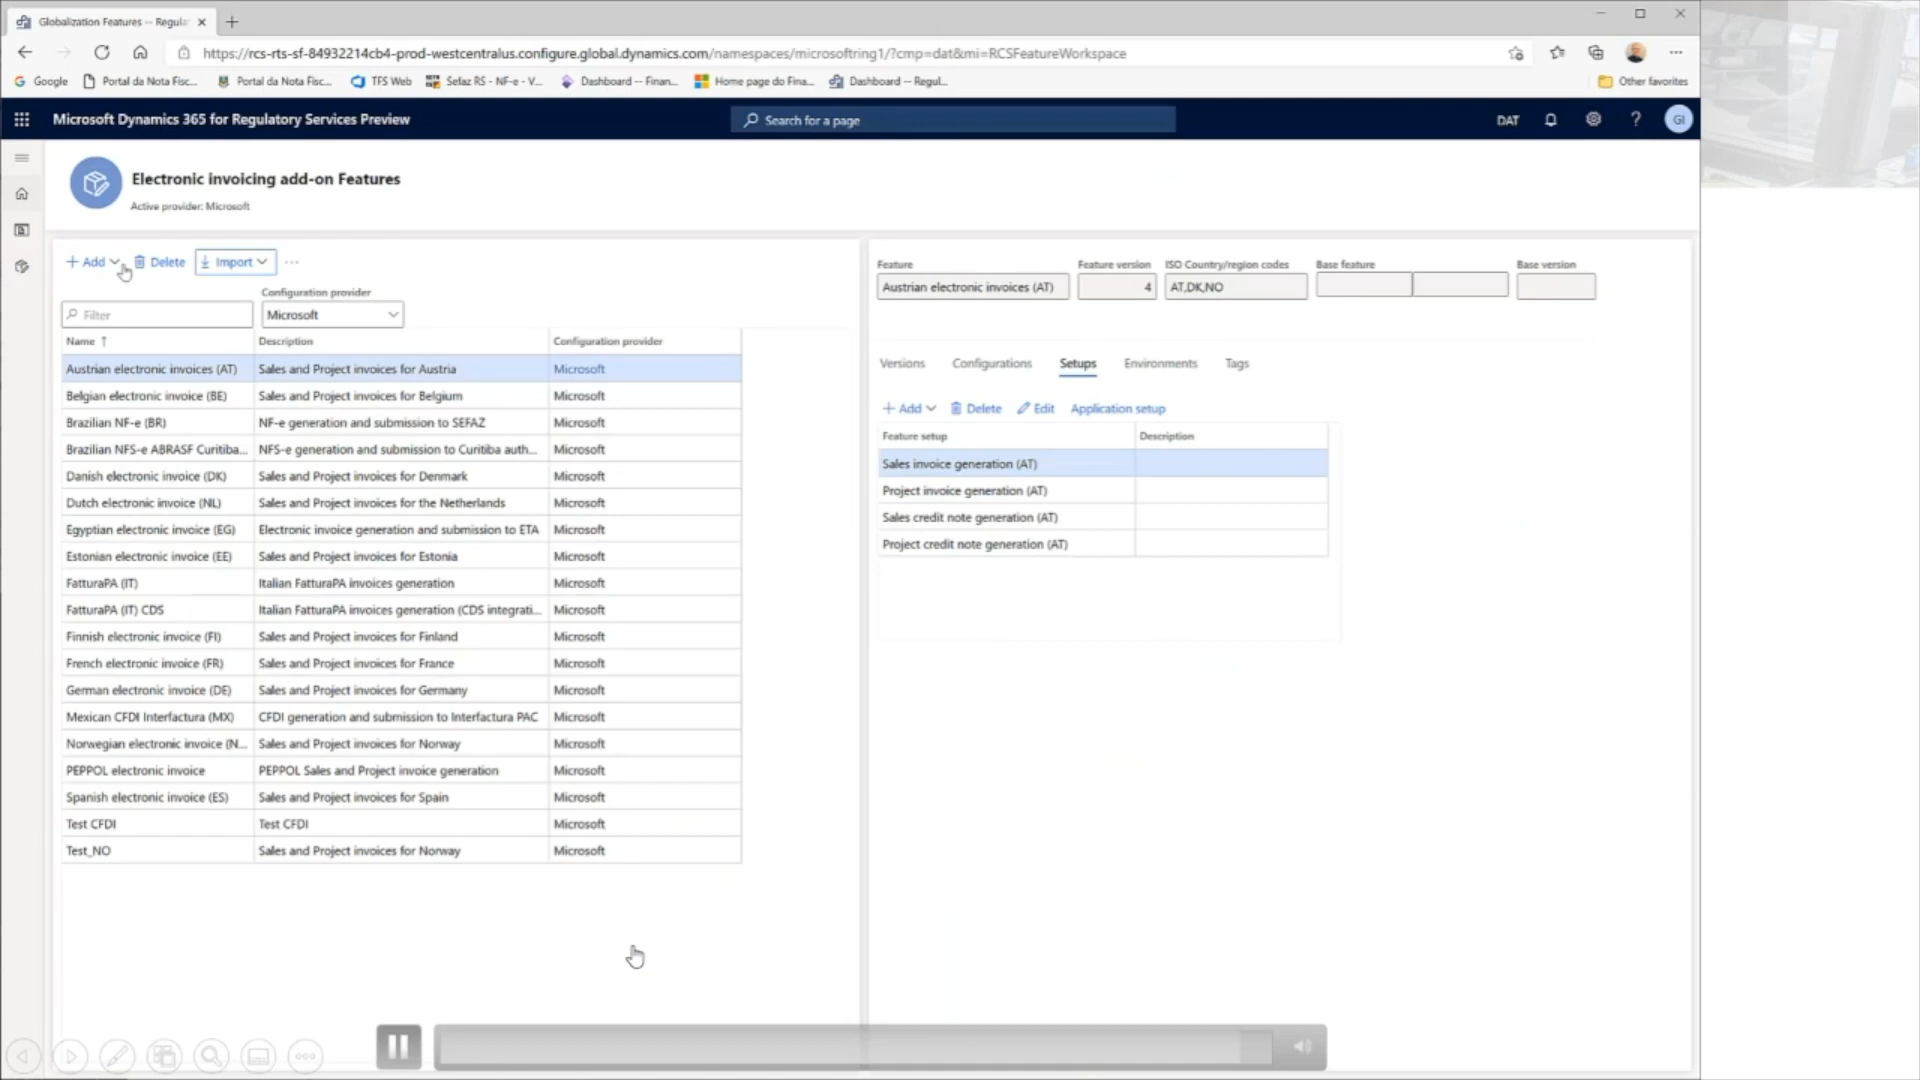 Globalization Features -- Regula
https://rcs-rts-sf-84932214cb4-prod-westcentralus.configure.global.dynamics.com/namespaces/microsoftring1/?cmp=dat&mi=RCSFeatureWorkspace
Google Portal da Nota Fisc... Portal da Nota Fisc... TFS Web Sefaz RS - NF-e - V... Dashboard -- Finan... Home page do Fina... Dashboard -- Regul... Other favorites
Microsoft Dynamics 365 for Regulatory Services Preview Search for a page DAT ? GI
Electronic invoicing add-on Features
Active provider: Microsoft
+ Add Delete Import ...
Configuration provider
Filter Microsoft
Name ↑ Description Configuration provider
Austrian electronic invoices (AT) Sales and Project invoices for Austria Microsoft
Belgian electronic invoice (BE) Sales and Project invoices for Belgium Microsoft
Brazilian NF-e (BR) NF-e generation and submission to SEFAZ Microsoft
Brazilian NFS-e ABRASF Curitiba... NFS-e generation and submission to Curitiba auth... Microsoft
Danish electronic invoice (DK) Sales and Project invoices for Denmark Microsoft
Dutch electronic invoice (NL) Sales and Project invoices for the Netherlands Microsoft
Egyptian electronic invoice (EG) Electronic invoice generation and submission to ETA Microsoft
Estonian electronic invoice (EE) Sales and Project invoices for Estonia Microsoft
FatturaPA (IT) Italian FatturaPA invoices generation Microsoft
FatturaPA (IT) CDS Italian FatturaPA invoices generation (CDS integrati... Microsoft
Finnish electronic invoice (FI) Sales and Project invoices for Finland Microsoft
French electronic invoice (FR) Sales and Project invoices for France Microsoft
German electronic invoice (DE) Sales and Project invoices for Germany Microsoft
Mexican CFDI Interfactura (MX) CFDI generation and submission to Interfactura PAC Microsoft
Norwegian electronic invoice (N... Sales and Project invoices for Norway Microsoft
PEPPOL electronic invoice PEPPOL Sales and Project invoice generation Microsoft
Spanish electronic invoice (ES) Sales and Project invoices for Spain Microsoft
Test CFDI Test CFDI Microsoft
Test_NO Sales and Project invoices for Norway Microsoft
Feature Feature version ISO Country/region codes Base feature Base version
Austrian electronic invoices (AT) 4 AT,DK,NO
Versions Configurations Setups Environments Tags
+ Add Delete Edit Application setup
Feature setup Description
Sales invoice generation (AT)
Project invoice generation (AT)
Sales credit note generation (AT)
Project credit note generation (AT)